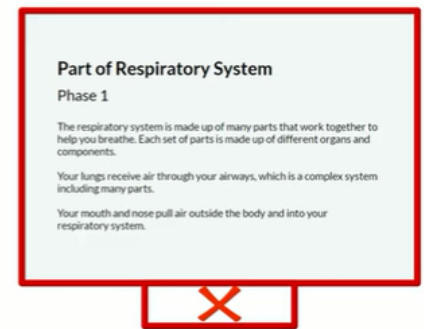 Part of Respiratory System
Phase 1
The respiratory system is made up of many parts that work together to
help you breathe. Each set of parts is made up of different organs and
components.
Your lungs receive air through your airways, which is a complex system
including many parts.
Your mouth and nose pull air outside the body and into your
respiratory system.